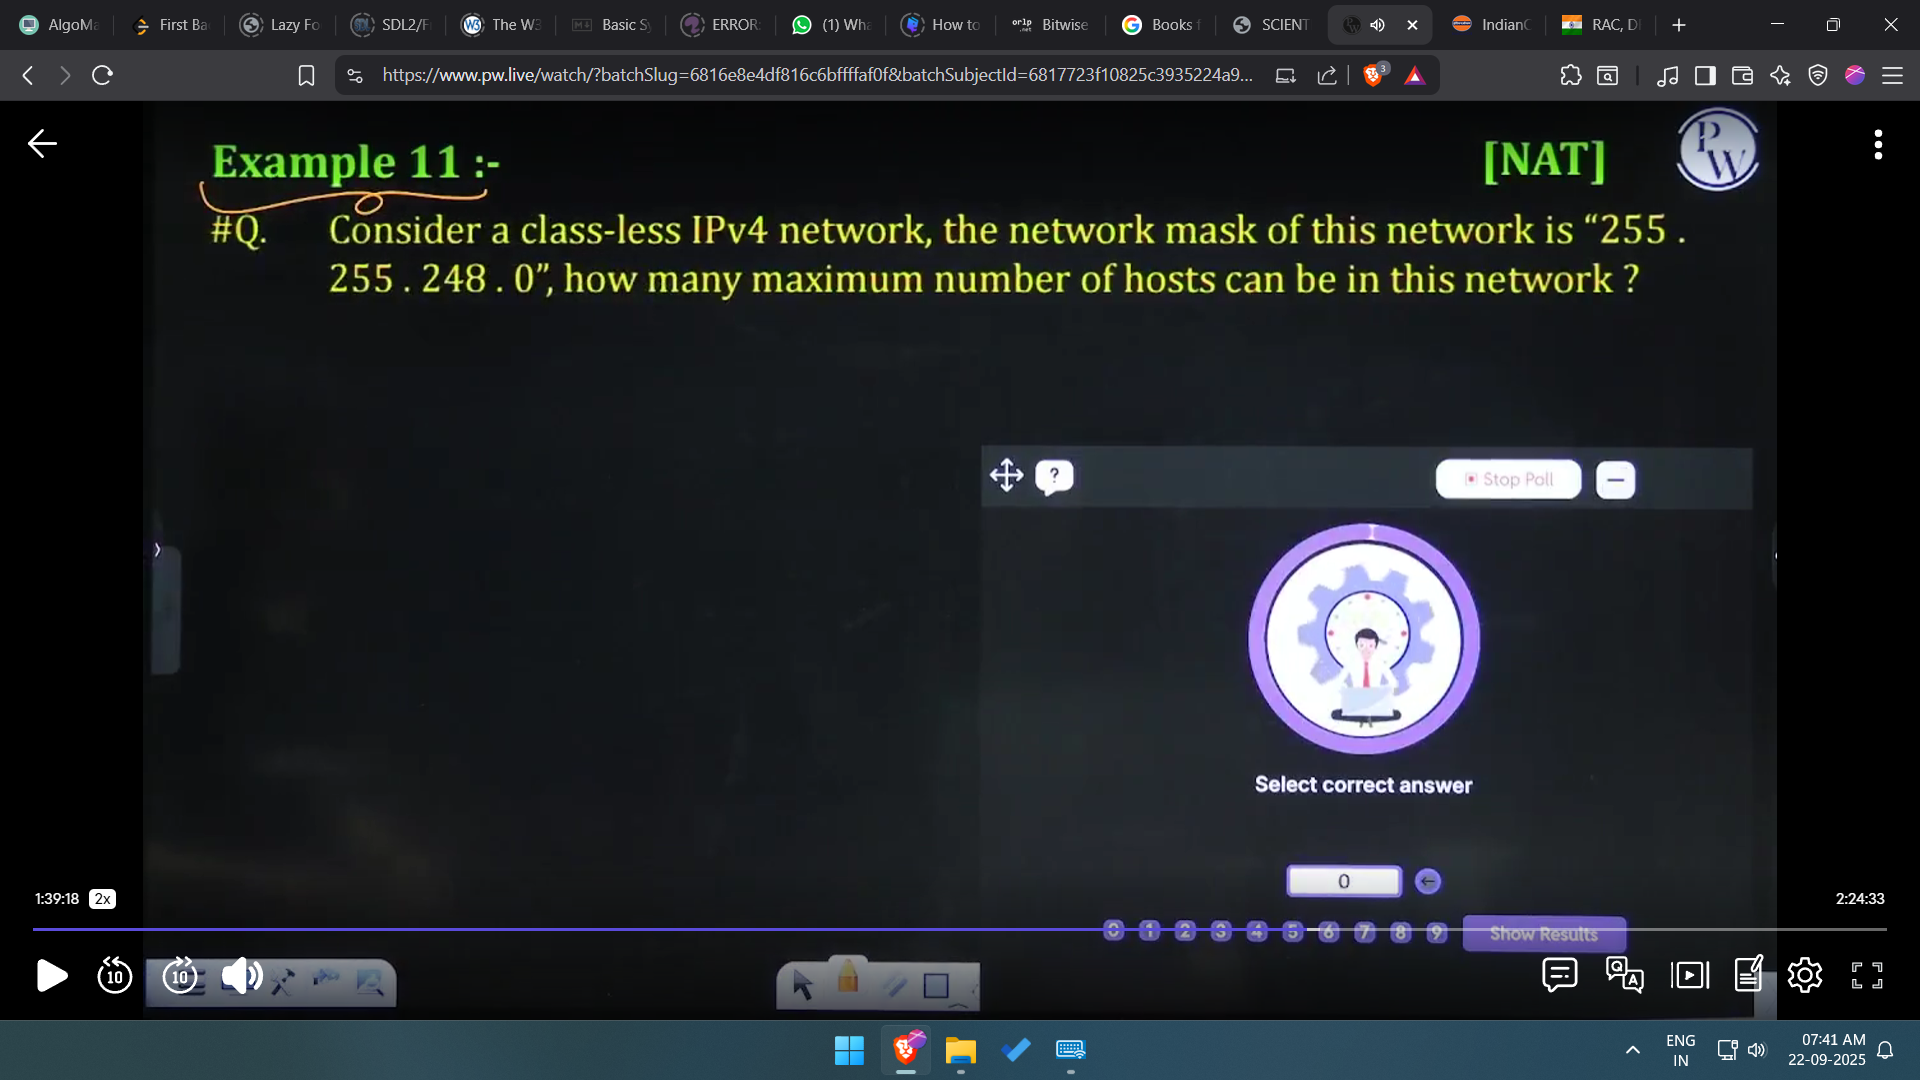 AlgoMa
First Ba
Lazy Fo
SDL2/F
The W3
Basic Sy
ERROR:
(1) Wha
How to
Bitwise
Books f
SCIENT
IndianC
RAC, D
https://www.pw.live/watch/?batchSlug=6816e8e4df816c6bffffaf0f&batchSubjectId=6817723f10825c3935224a9...
3
Example 11 :-
[NAT]
P
W
#Q. Consider a class-less IPv4 network, the network mask of this network is “255 .
255 . 248 . 0”, how many maximum number of hosts can be in this network ?
?
Stop Poll
Select correct answer
0
1:39:18 2x
2:24:33
0 1 2 3 4 5 6 7 8 9
Show Results
10
10
Q A
ENG
IN
07:41 AM
22-09-2025